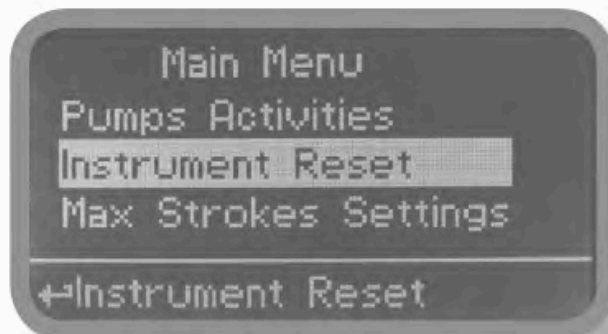 Main Menu
Pumps Activities
Instrument Reset
Max Strokes Settings
↩Instrument Reset